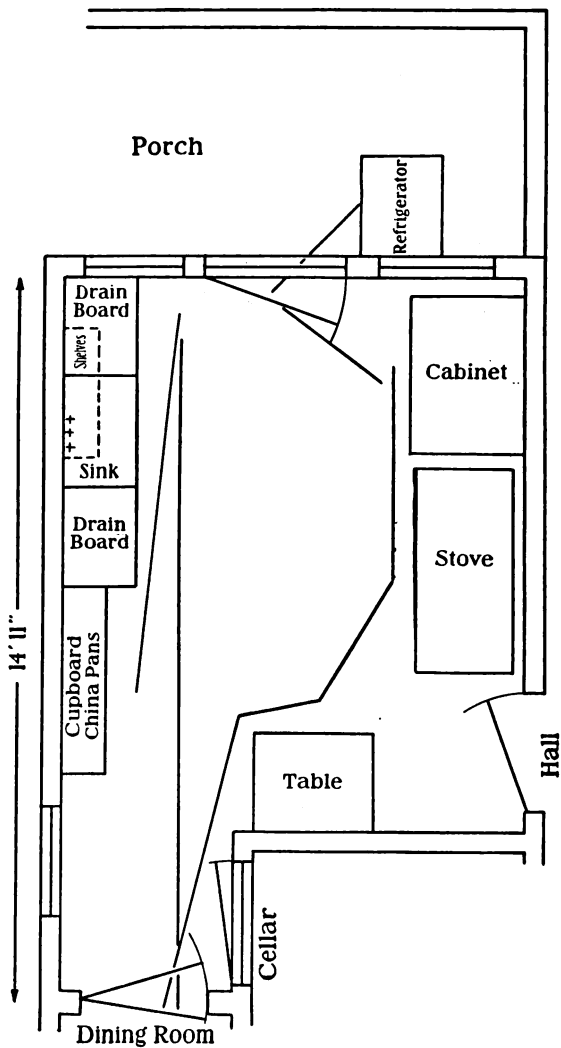 Porch
Refrigerator
Drain
Board
Shelves
Cabinet
+++
Sink
Drain
Board
Stove
14' 11"
Cupboard
China Pans
Hall
Table
Cellar
Dining Room